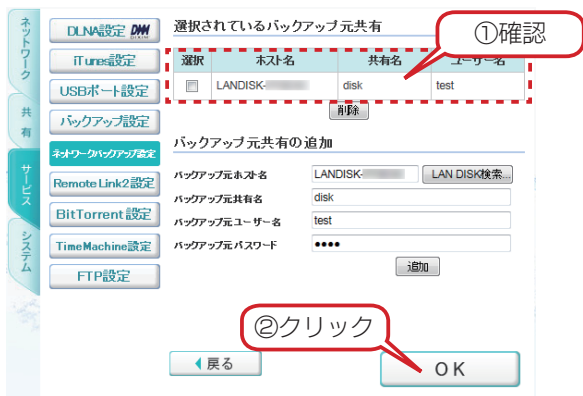 ネットワーク
共有
サービス
システム
DLNA設定
iTunes設定
USBポート設定
バックアップ設定
ネットワークバックアップ設定
RemoteLink2設定
BitTorrent設定
TimeMachine設定
FTP設定
選択されているバックアップ元共有
①確認
選択 ホスト名 共有名 ユーザー名
LANDISK- disk test
削除
バックアップ元共有の追加
バックアップ元ホスト名 LANDISK- LAN DISK検索...
バックアップ元共有名 disk
バックアップ元ユーザー名 test
バックアップ元パスワード ••••
追加
②クリック
戻る OK